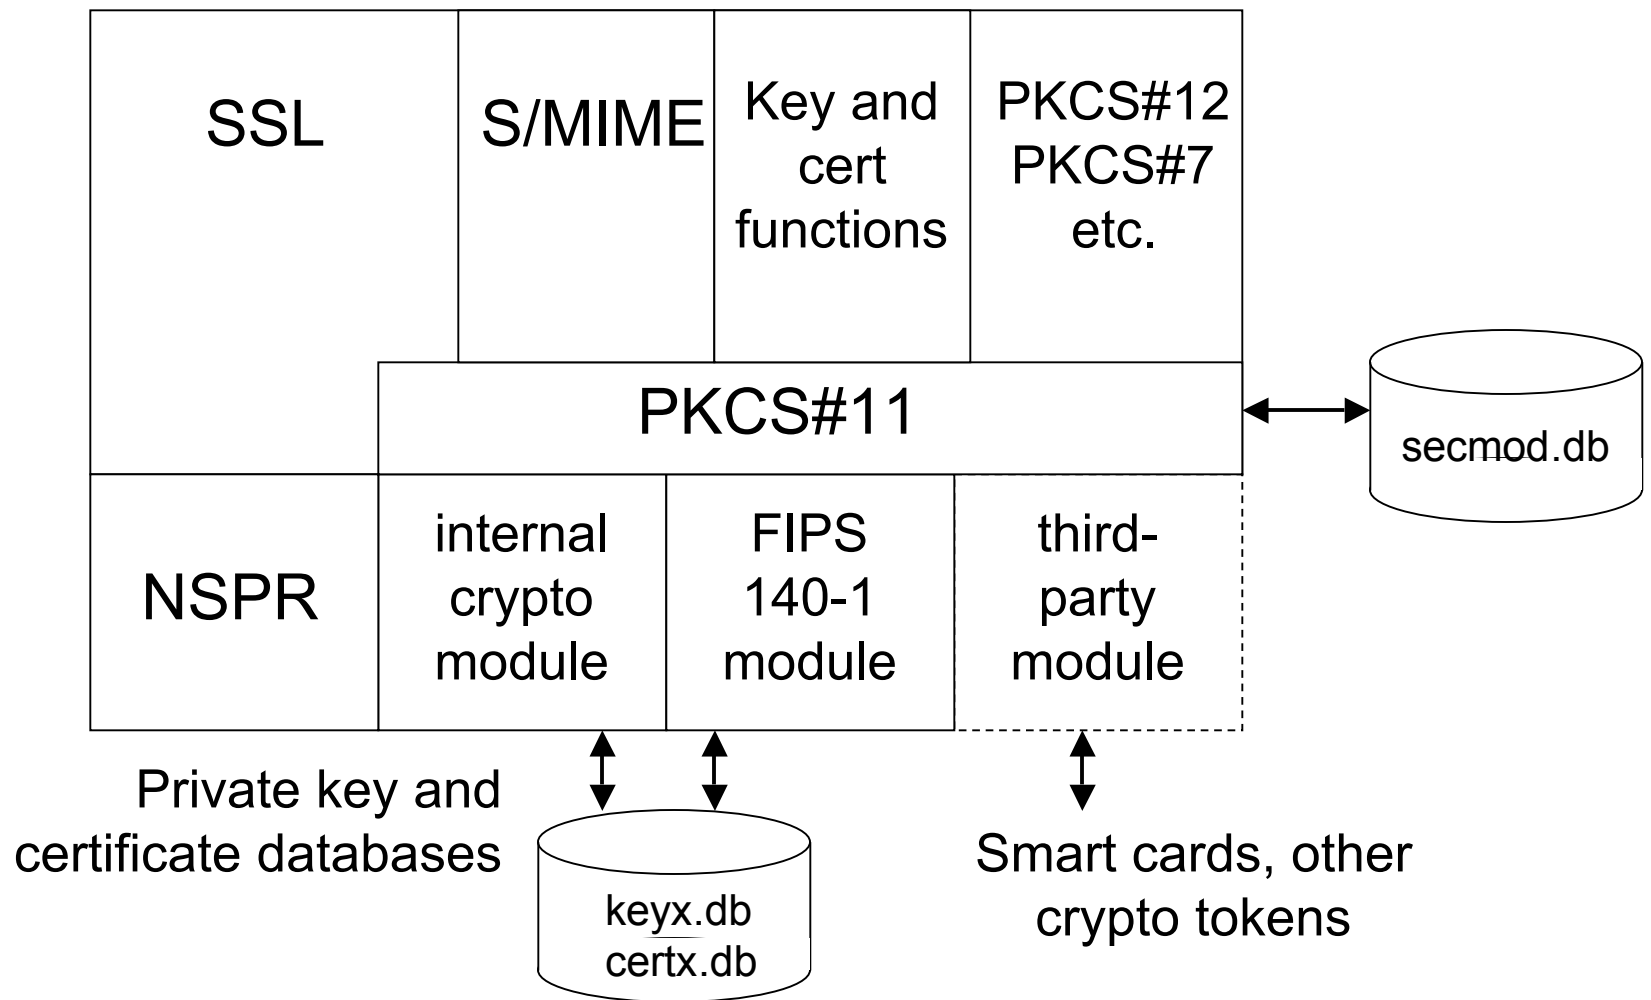 SSL
S/MIME
Key and
cert
functions
PKCS#12
PKCS#7
etc.
PKCS#11
secmod.db
NSPR
internal
crypto
module
FIPS
140-1
module
third-
party
module
Private key and
certificate databases
keyx.db
certx.db
Smart cards, other
crypto tokens